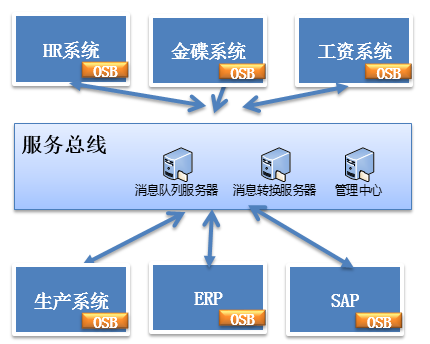 HR系统
OSB
金碟系统
OSB
工资系统
OSB
服务总线
消息队列服务器
消息转换服务器
管理中心
生产系统
OSB
ERP
OSB
SAP
OSB